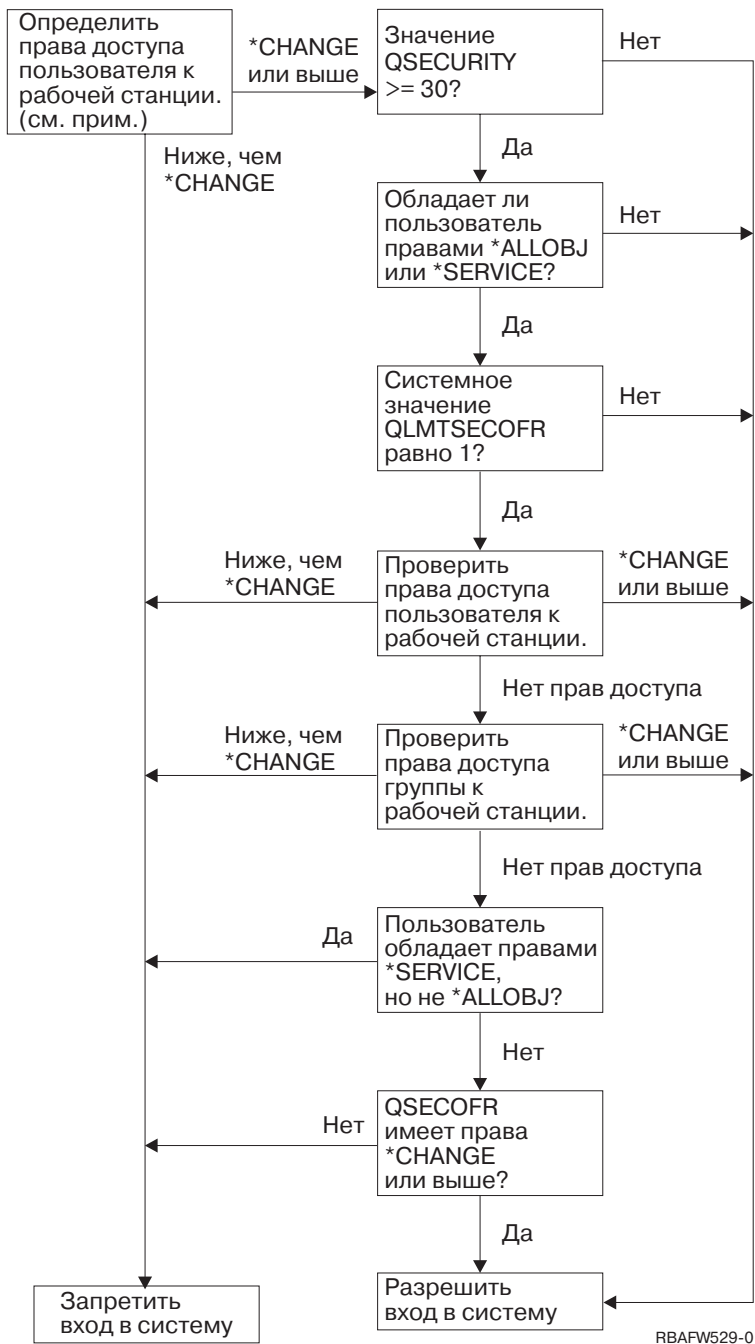 Определить
права доступа
пользователя к
рабочей станции.
(см. прим.)
*CHANGE
или выше
Значение
QSECURITY
>= 30?
Нет
Ниже, чем
*CHANGE
Да
Обладает ли
пользователь
правами *ALLOBJ
или *SERVICE?
Нет
Да
Системное
значение
QLMTSECOFR
равно 1?
Нет
Да
Ниже, чем
*CHANGE
Проверить
права доступа
пользователя к
рабочей станции.
*CHANGE
или выше
Нет прав доступа
Ниже, чем
*CHANGE
Проверить
права доступа
группы к
рабочей станции.
*CHANGE
или выше
Нет прав доступа
Да
Пользователь
обладает правами
*SERVICE,
но не *ALLOBJ?
Нет
Нет
QSECOFR
имеет права
*CHANGE
или выше?
Да
Запретить
вход в систему
Разрешить
вход в систему
RBAFW529-0